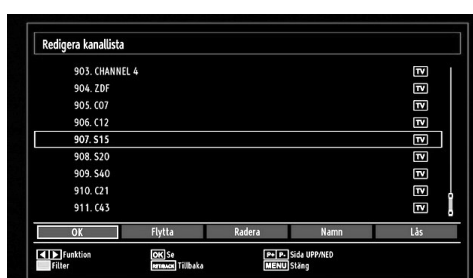 Redigera kanallista
903. CHANNEL 4 TV
904. ZDF TV
905. C07 TV
906. C12 TV
907. S15 TV
908. S20 TV
909. S40 TV
910. C21 TV
911. C43 TV
OK Flytta Radera Namn Lås
Funktion OK Se P+ P- Sida UPP/NED
Filter RET/BACK Tillbaka MENU Stäng